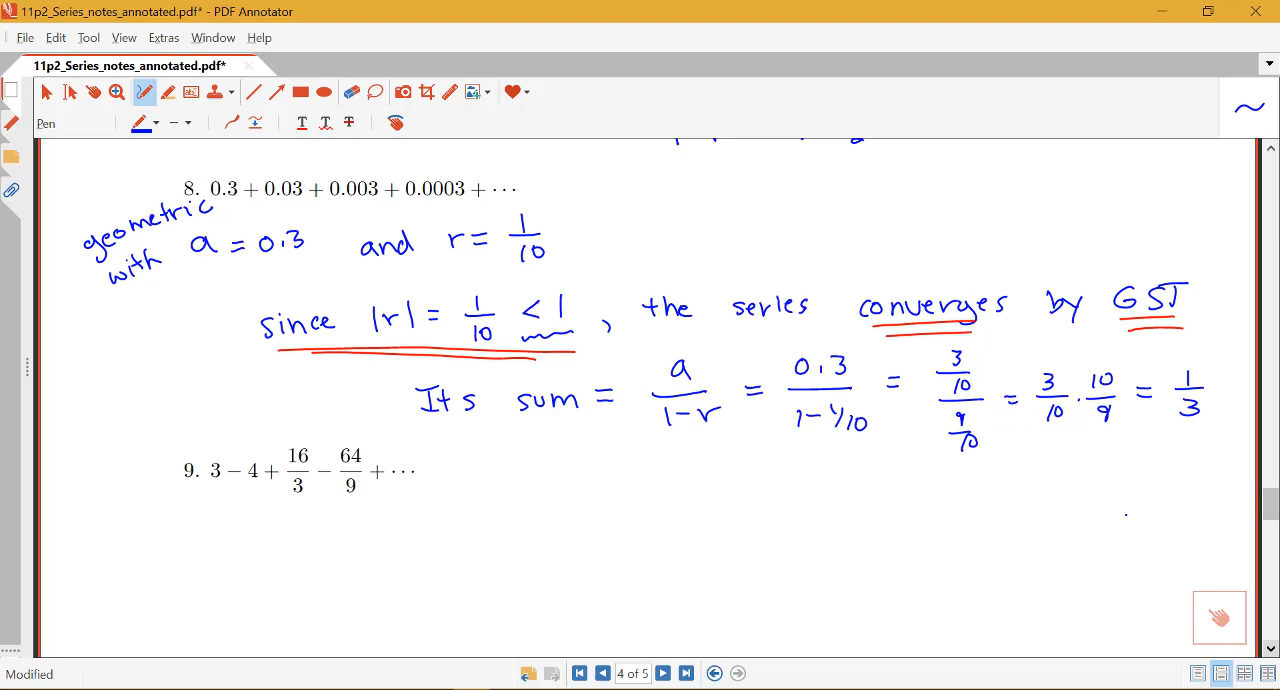 11p2_Series_notes_annotated.pdf* - PDF Annotator
File Edit Tool View Extras Window Help
11p2_Series_notes_annotated.pdf*
Pen
8. 0.3 + 0.03 + 0.003 + 0.0003 + ⋯
geometric
with a = 0.3 and r = 1/10
since |r| = 1/10 < 1, the series converges by GST
Its sum = a/(1-r) = 0.3/(1-1/10) = (3/10)/(9/10) = 3/10 · 10/9 = 1/3
9. 3 − 4 + 16/3 − 64/9 + ⋯
Modified
4 of 5